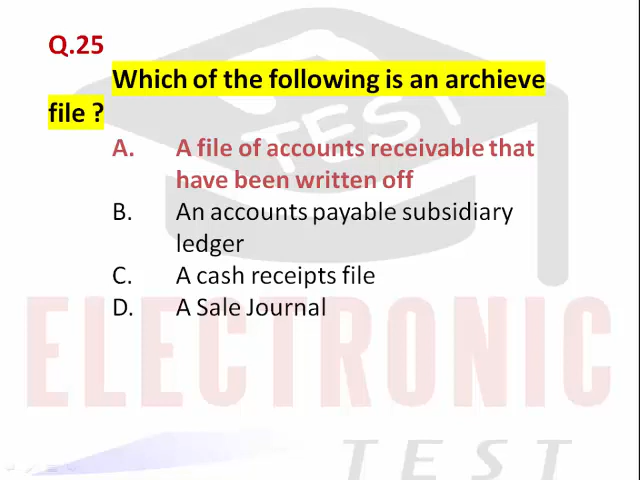 Q.25
Which of the following is an archieve
file ?
A. A file of accounts receivable that
have been written off
B. An accounts payable subsidiary
ledger
C. A cash receipts file
D. A Sale Journal
TEST
ELECTRONIC
TEST